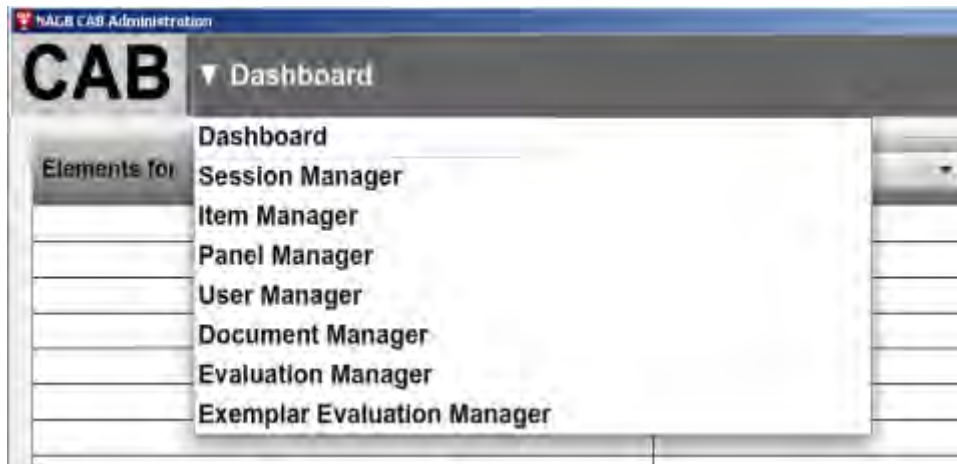 NAGB CAB Administration
CAB ▼ Dashboard
Dashboard
Elements for
Session Manager
Item Manager
Panel Manager
User Manager
Document Manager
Evaluation Manager
Exemplar Evaluation Manager